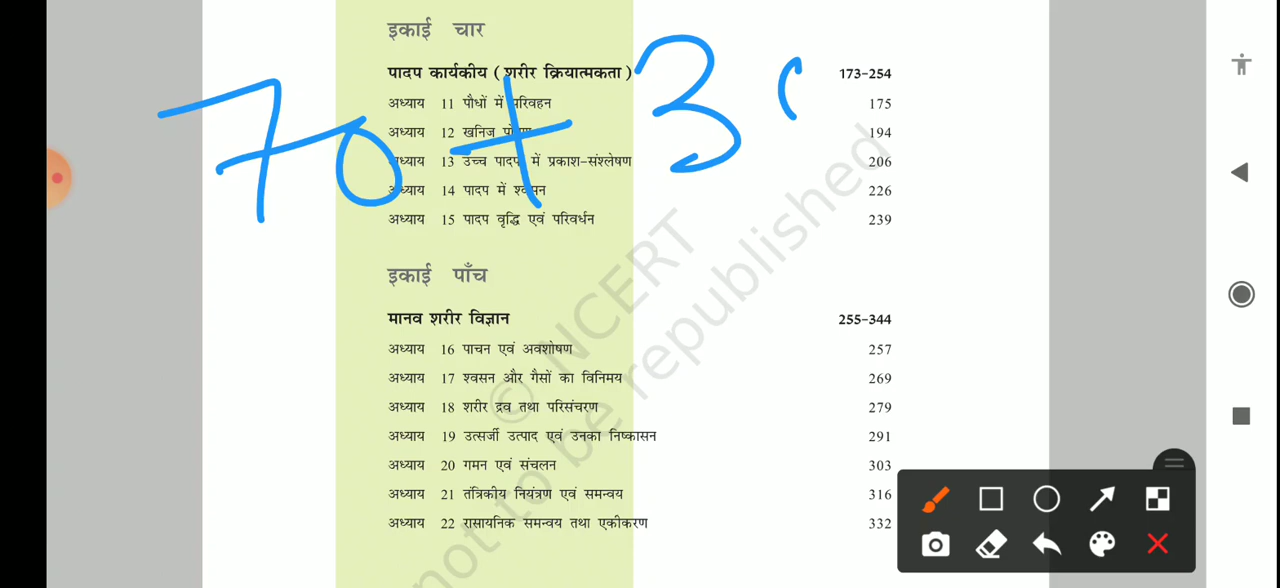 इकाई चार
पादप कार्यकीय (शरीर क्रियात्मकता) 173-254
अध्याय 11 पौधों में परिवहन 175
अध्याय 12 खनिज पोषण 194
अध्याय 13 उच्च पादप में प्रकाश-संश्लेषण 206
अध्याय 14 पादप में श्वसन 226
अध्याय 15 पादप वृद्धि एवं परिवर्धन 239
70 + 3
इकाई पाँच
मानव शरीर विज्ञान 255-344
अध्याय 16 पाचन एवं अवशोषण 257
अध्याय 17 श्वसन और गैसों का विनिमय 269
अध्याय 18 शरीर द्रव तथा परिसंचरण 279
अध्याय 19 उत्सर्जी उत्पाद एवं उनका निष्कासन 291
अध्याय 20 गमन एवं संचलन 303
अध्याय 21 तंत्रिकीय नियंत्रण एवं समन्वय 316
अध्याय 22 रासायनिक समन्वय तथा एकीकरण 332
© NCERT
not to be republished